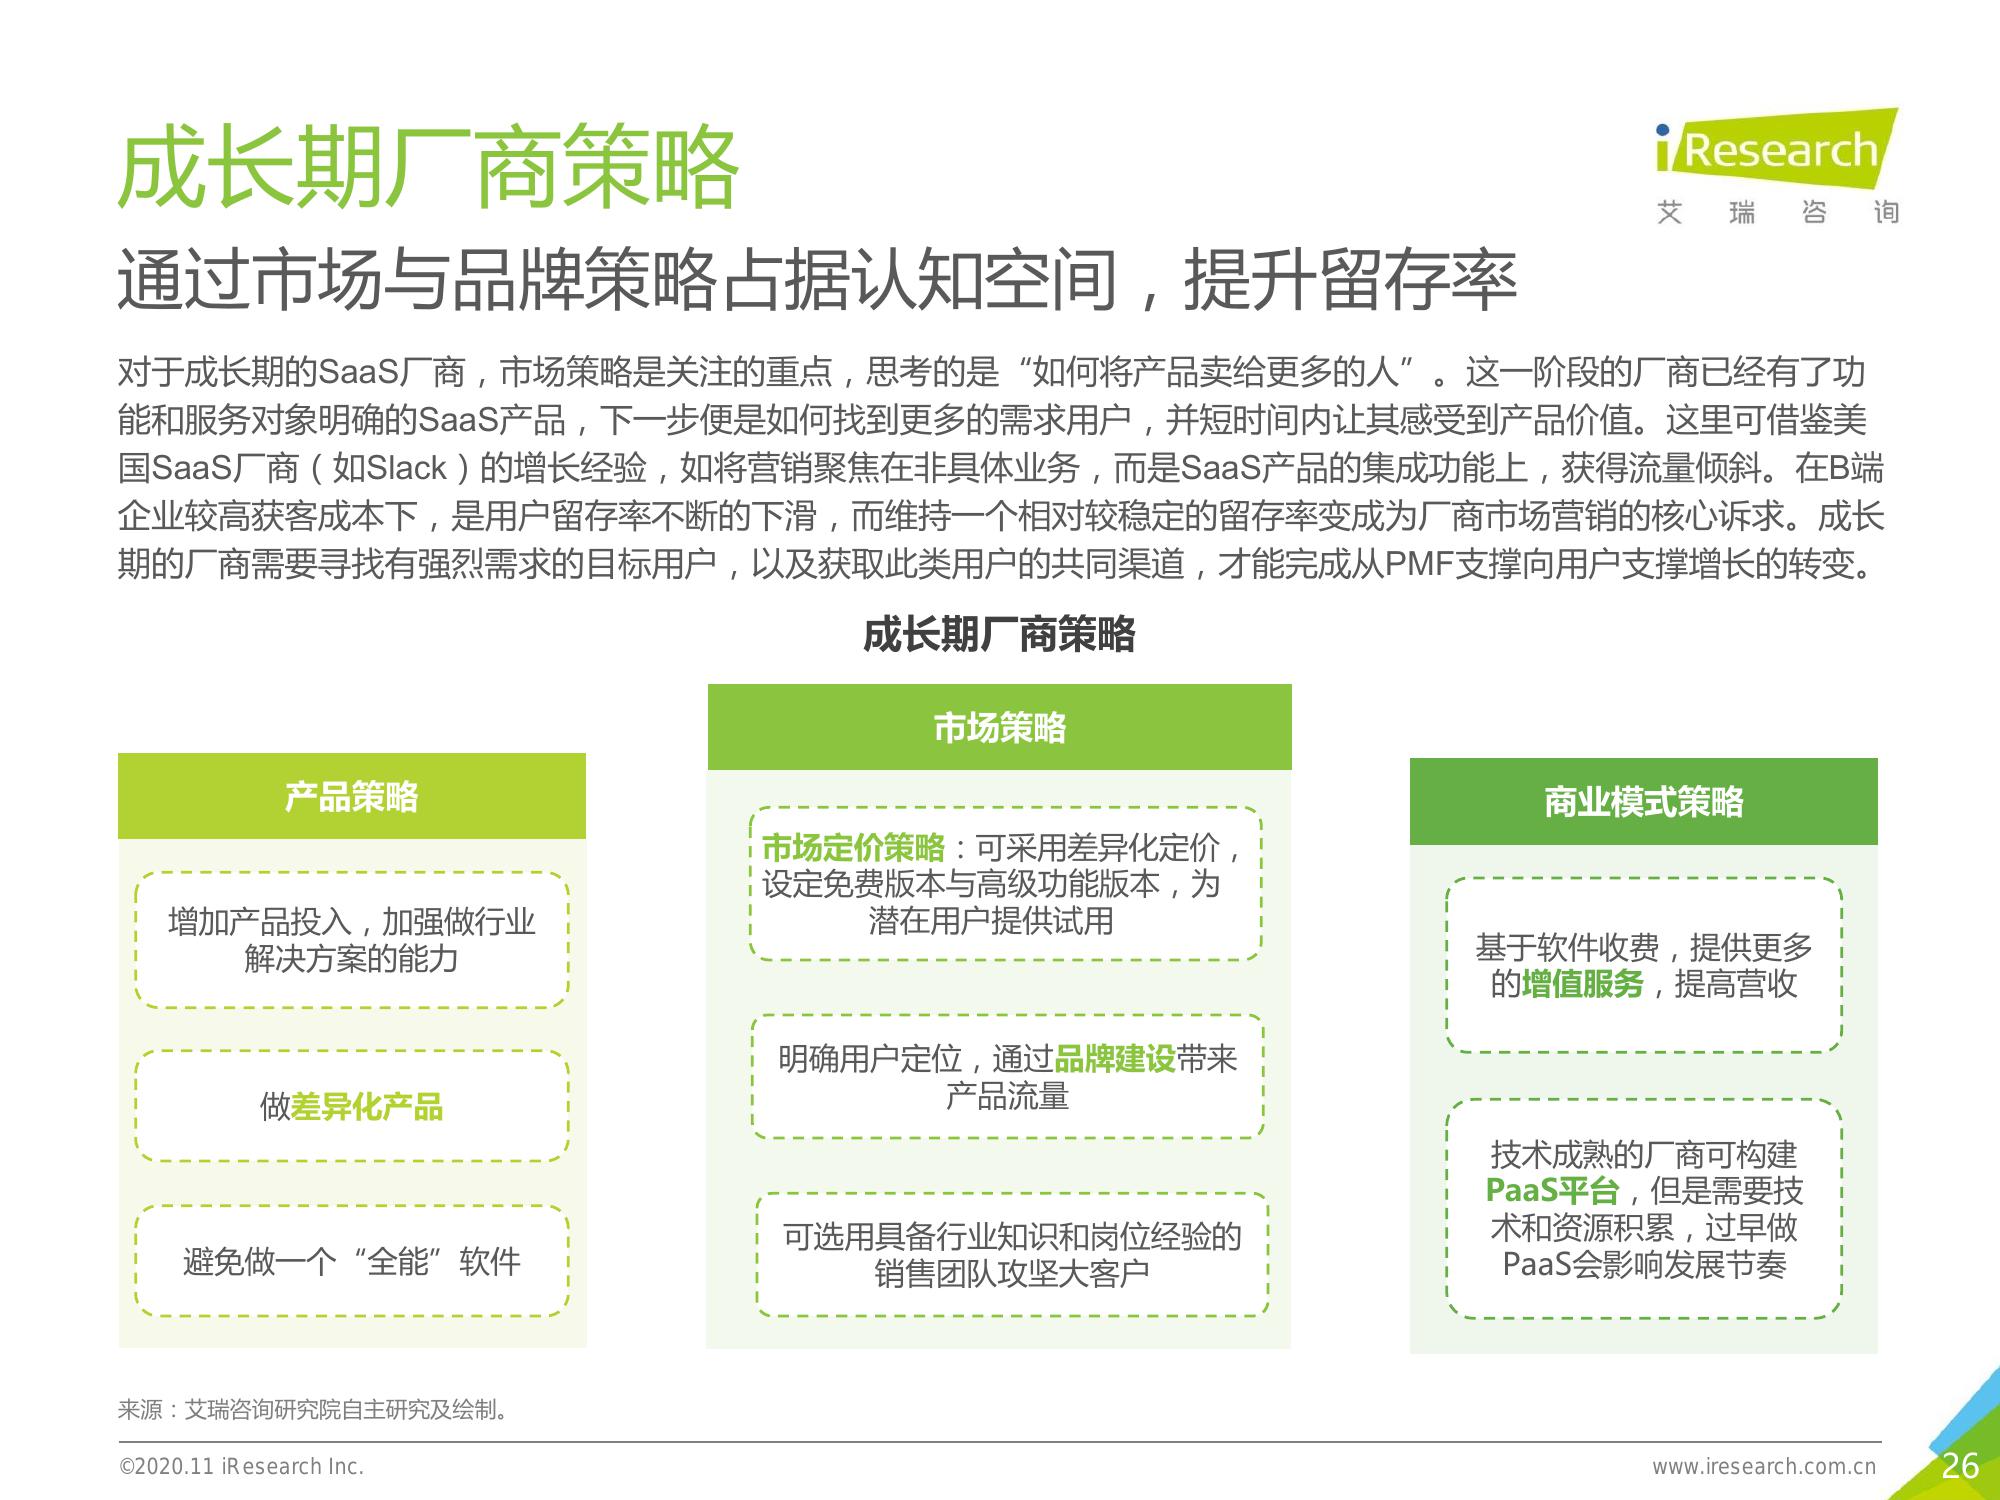 成长期厂商策略
iResearch
艾瑞咨询
通过市场与品牌策略占据认知空间，提升留存率
对于成长期的SaaS厂商，市场策略是关注的重点，思考的是“如何将产品卖给更多的人”。这一阶段的厂商已经有了功
能和服务对象明确的SaaS产品，下一步便是如何找到更多的需求用户，并短时间内让其感受到产品价值。这里可借鉴美
国SaaS厂商（如Slack）的增长经验，如将营销聚焦在非具体业务，而是SaaS产品的集成功能上，获得流量倾斜。在B端
企业较高获客成本下，是用户留存率不断的下滑，而维持一个相对较稳定的留存率变成为厂商市场营销的核心诉求。成长
期的厂商需要寻找有强烈需求的目标用户，以及获取此类用户的共同渠道，才能完成从PMF支撑向用户支撑增长的转变。
成长期厂商策略
产品策略
增加产品投入，加强做行业
解决方案的能力
做差异化产品
避免做一个“全能”软件
市场策略
市场定价策略：可采用差异化定价，
设定免费版本与高级功能版本，为
潜在用户提供试用
明确用户定位，通过品牌建设带来
产品流量
可选用具备行业知识和岗位经验的
销售团队攻坚大客户
商业模式策略
基于软件收费，提供更多
的增值服务，提高营收
技术成熟的厂商可构建
PaaS平台，但是需要技
术和资源积累，过早做
PaaS会影响发展节奏
来源：艾瑞咨询研究院自主研究及绘制。
©2020.11 iResearch Inc.
www.iresearch.com.cn
26